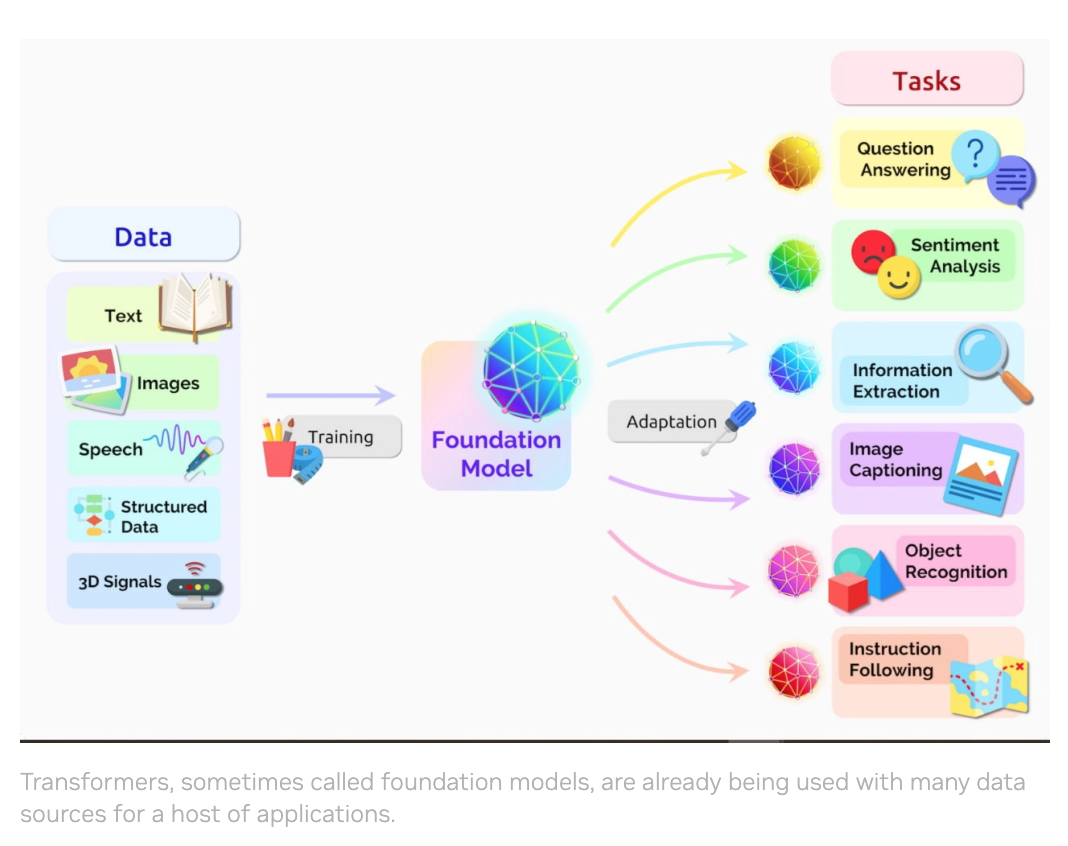 Data
Text
Images
Speech
Structured
Data
3D Signals
Training
Foundation
Model
Adaptation
Tasks
Question
Answering
?
Sentiment
Analysis
Information
Extraction
Image
Captioning
Object
Recognition
Instruction
Following
Transformers, sometimes called foundation models, are already being used with many data
sources for a host of applications.